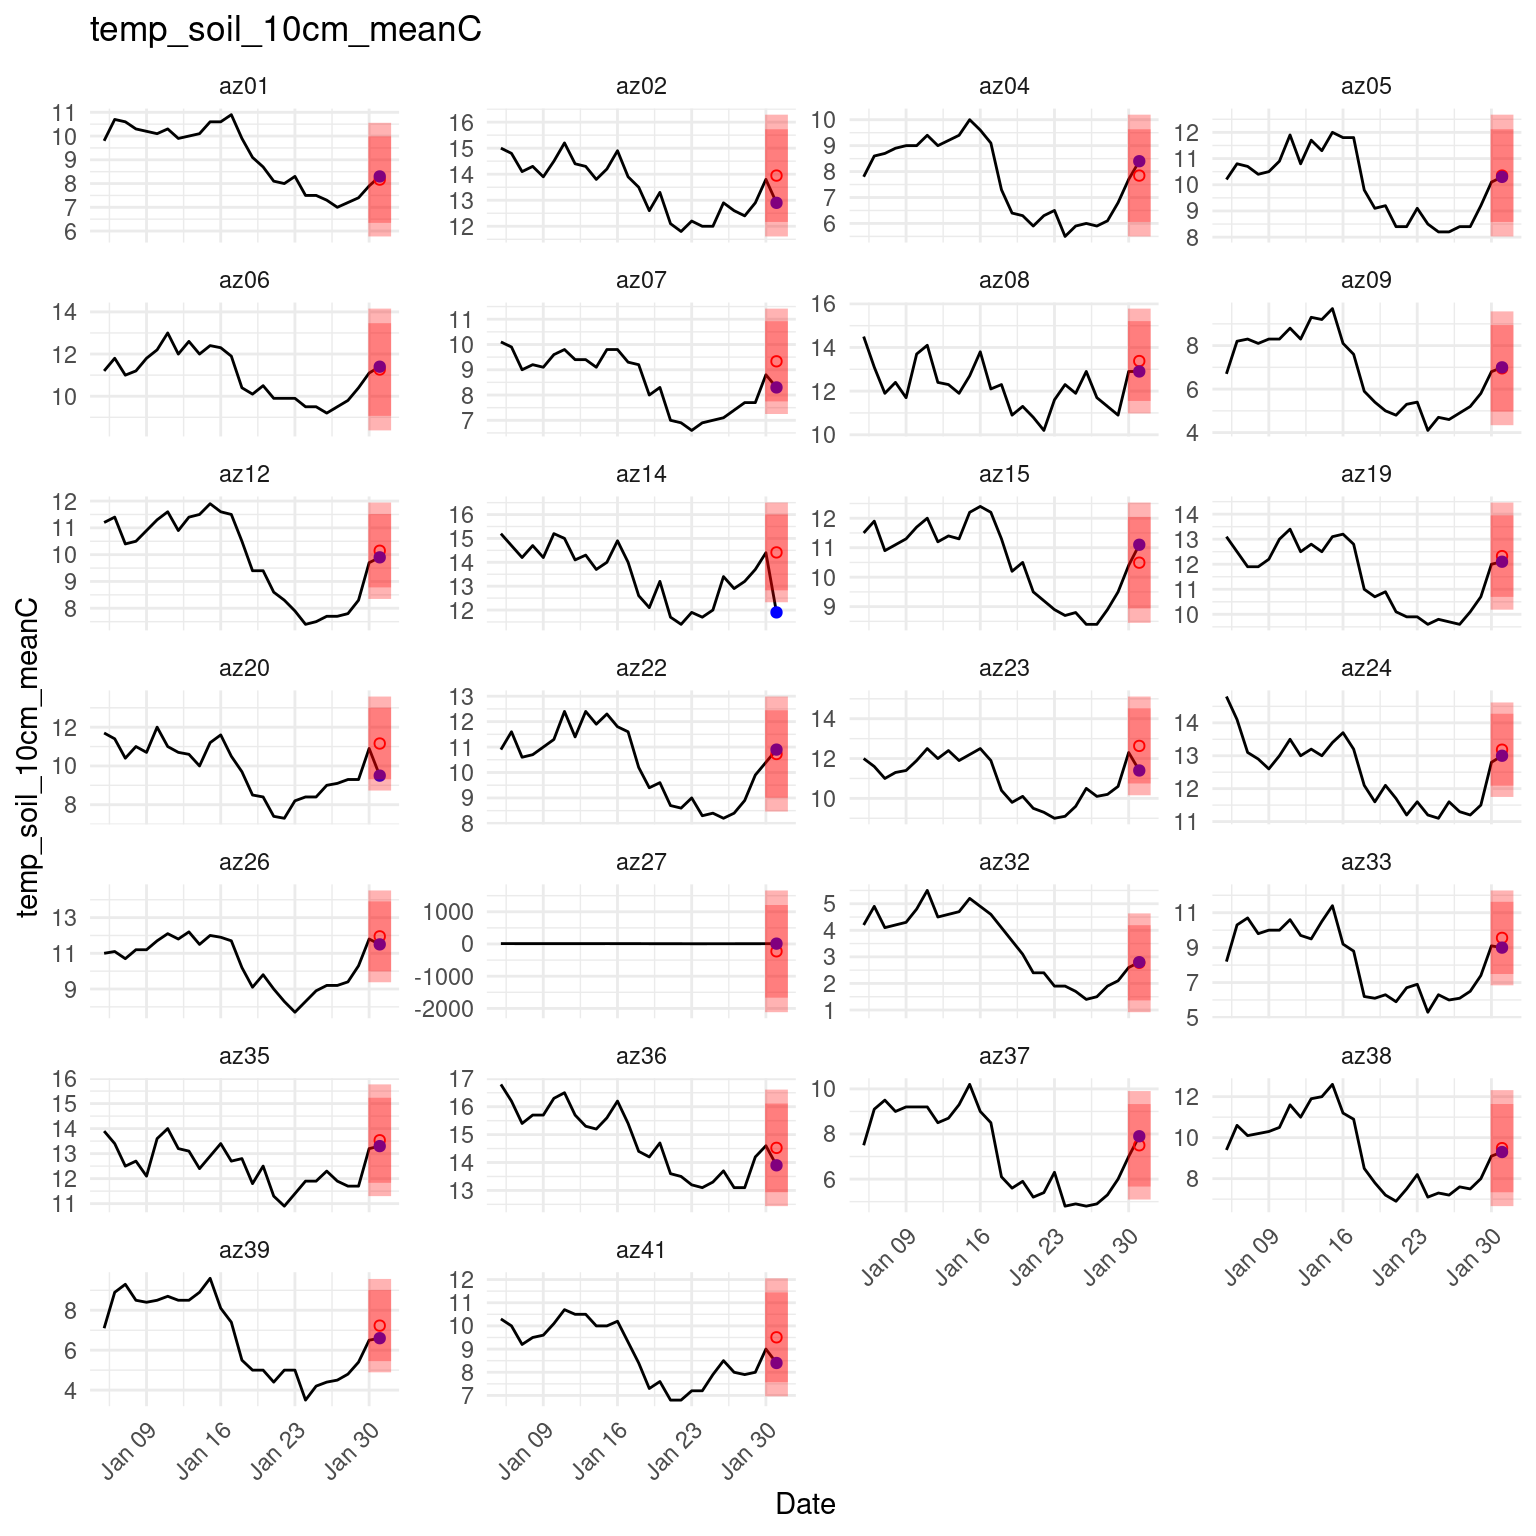 temp_soil_10cm_meanC
az01 az02 az04 az05
11 10 9 8 7 6
16 15 14 13 12
10 9 8 7 6
12 11 10 9 8
az06 az07 az08 az09
14 12 10
11 10 9 8 7
16 14 12 10
8 6 4
az12 az14 az15 az19
12 11 10 9 8
16 15 14 13 12
12 11 10 9
14 13 12 11 10
temp_soil_10cm_meanC
az20 az22 az23 az24
12 10 8
13 12 11 10 9 8
14 12 10
14 13 12 11
az26 az27 az32 az33
13 11 9
1000 0 -1000 -2000
5 4 3 2 1
11 9 7 5
az35 az36 az37 az38
16 15 14 13 12 11
17 16 15 14 13
10 8 6
12 10 8
Jan 09 Jan 16 Jan 23 Jan 30
Jan 09 Jan 16 Jan 23 Jan 30
az39 az41
8 6 4
12 11 10 9 8 7
Jan 09 Jan 16 Jan 23 Jan 30
Jan 09 Jan 16 Jan 23 Jan 30
Date